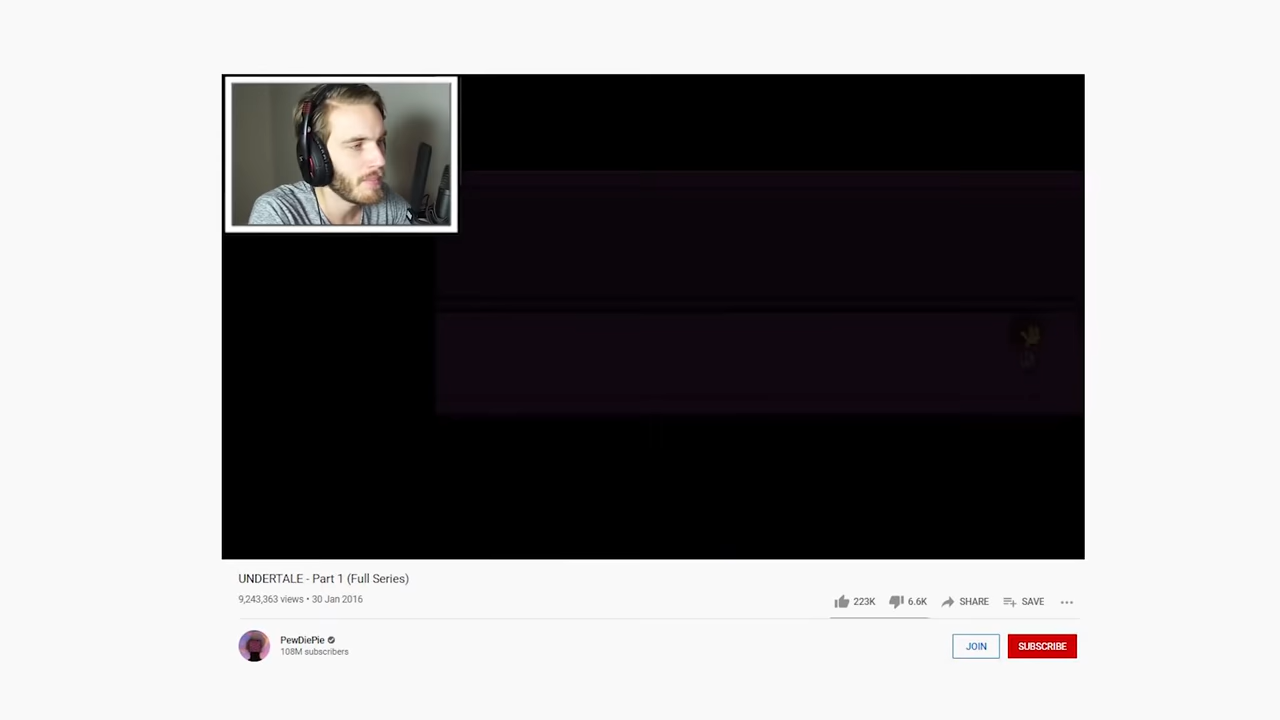 UNDERTALE - Part 1 (Full Series)
9,243,363 views • 30 Jan 2016
223K
6.6K
SHARE
SAVE
PewDiePie
108M subscribers
JOIN
SUBSCRIBE